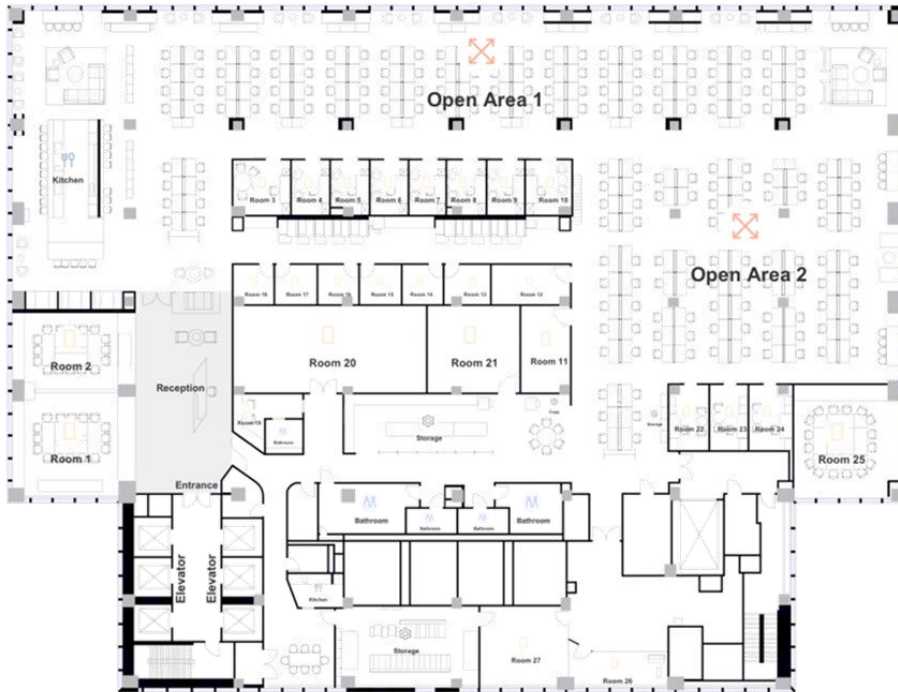 Open Area 1
Kitchen
Room 3
Room 4
Room 5
Room 6
Room 7
Room 8
Room 9
Room 10
Open Area 2
Room 17
Room 15
Room 14
Room 13
Room 12
Room 2
Room 20
Room 21
Room 11
Reception
Room 19
Bathroom
Storage
Room 22
Room 23
Room 24
Room 1
Room 25
Entrance
Bathroom
Bathroom
Bathroom
Bathroom
Elevator
Elevator
Kitchen
Storage
Room 27
Room 26